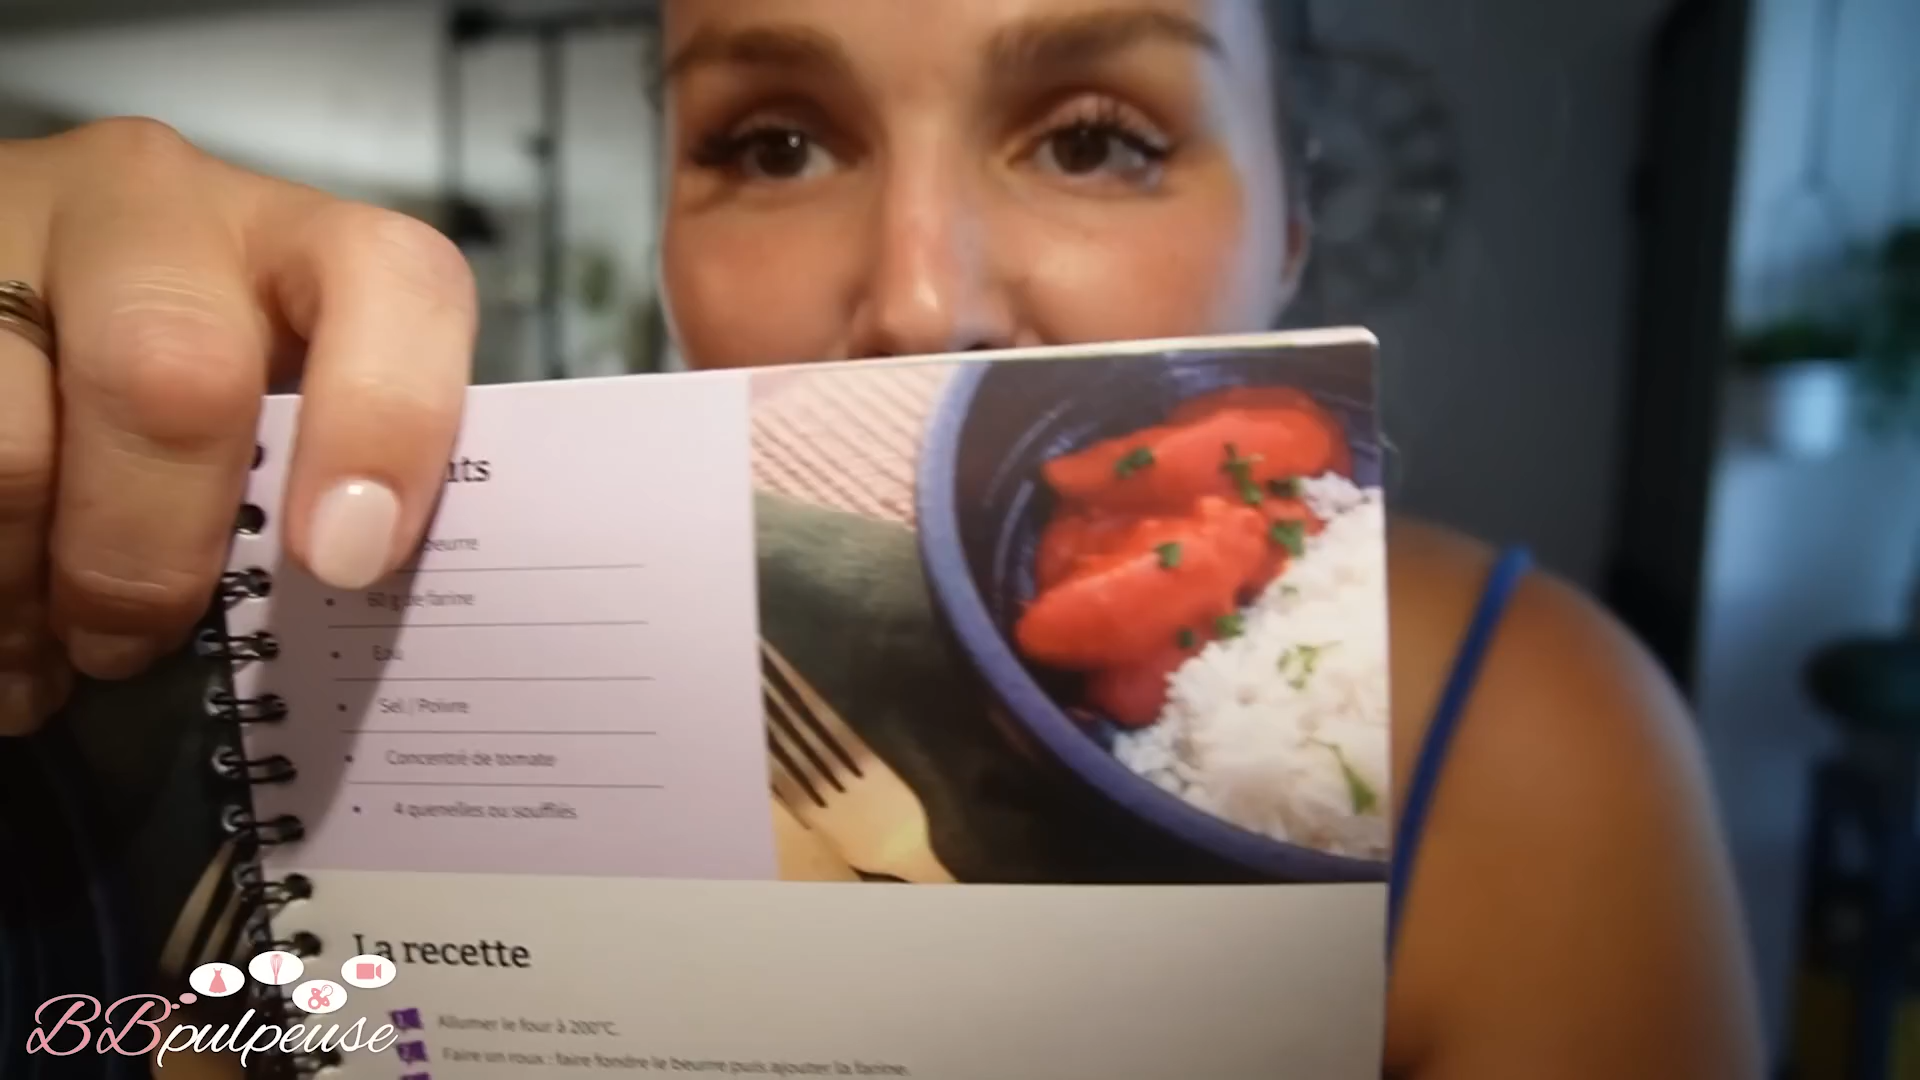 nts
beurre
60 g de farine
Eau
Sel / Poivre
Concentré de tomate
4 quenelles ou soufflés
La recette
Allumer le four à 200°C.
Faire un roux : faire fondre le beurre puis ajouter la farine.
BBpulpeuse